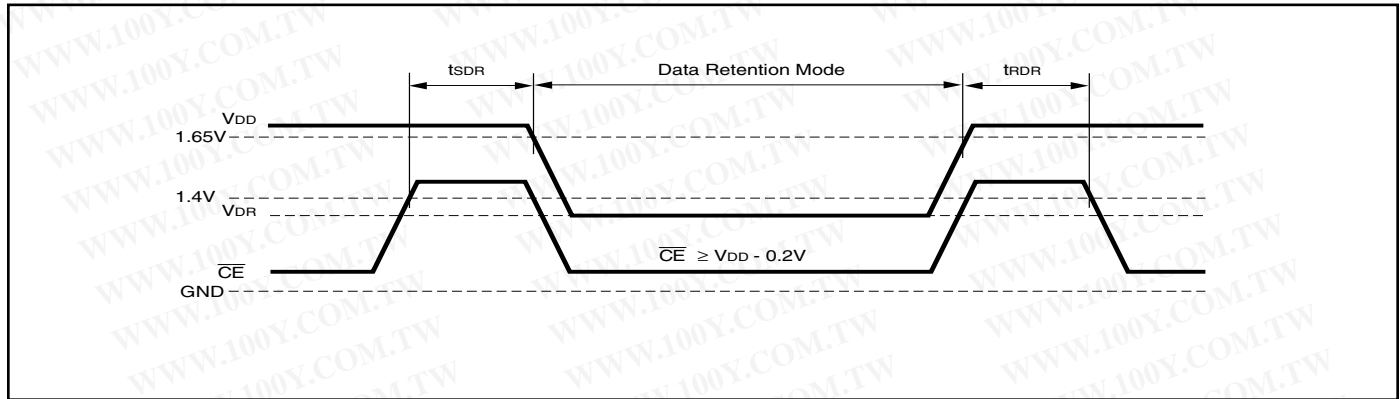 tSDR Data Retention Mode tRDR
VDD
1.65V
1.4V
VDR
CE ≥ VDD - 0.2V
CE
GND
WWW.100Y.COM.TW